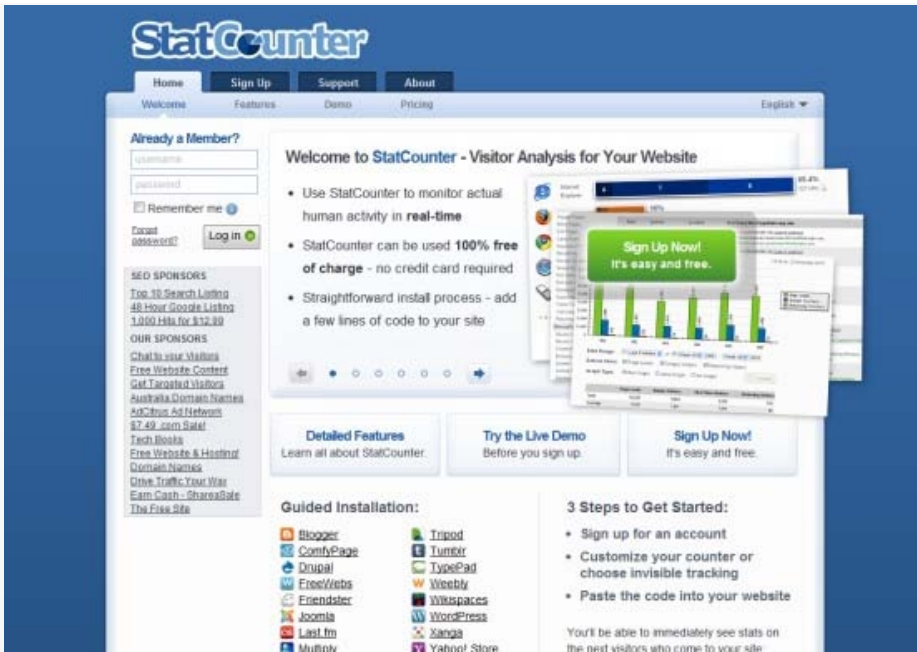 StatCounter
Home Sign Up Support About
Welcome Features Demo Pricing English
Already a Member?
username
password
Remember me
Forgot password?
Log in
SEO SPONSORS
Top 10 Search Listing
48 Hour Google Listing
1,000 Hits for $12.99
OUR SPONSORS
Chat to your Visitors
Free Website Content
Get Targeted Visitors
Australia Domain Names
AdCitrus Ad Network
$7.49 .com Sale!
Tech Books
Free Website & Hosting!
Domain Names
Drive Traffic Your Way
Earn Cash - ShareaSale
The Free Site
Welcome to StatCounter - Visitor Analysis for Your Website
• Use StatCounter to monitor actual
human activity in real-time
• StatCounter can be used 100% free
of charge - no credit card required
• Straightforward install process - add
a few lines of code to your site
Internet
Explorer
Sign Up Now!
It's easy and free.
Detailed Features
Learn all about StatCounter.
Try the Live Demo
Before you sign up.
Sign Up Now!
It's easy and free.
Guided Installation:
Blogger
ComfyPage
Drupal
FreeWebs
Friendster
Joomla
Last.fm
Multiply
Tripod
Tumblr
TypePad
Weebly
Wikispaces
WordPress
Xanga
Yahoo! Store
3 Steps to Get Started:
• Sign up for an account
• Customize your counter or
choose invisible tracking
• Paste the code into your website
You'll be able to immediately see stats on
the next visitors who come to your site